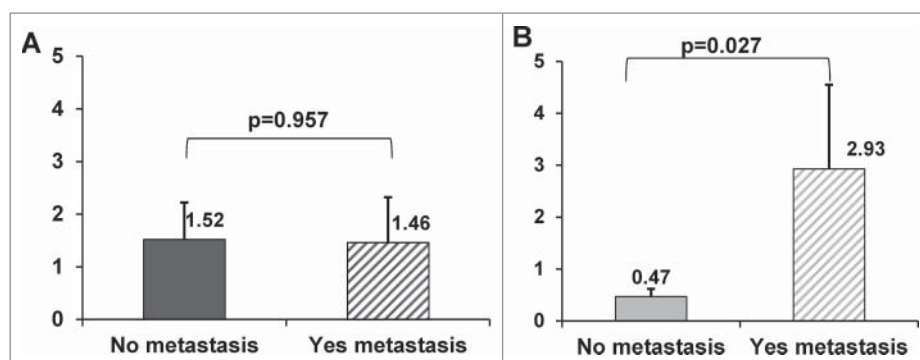 A
5
4
3
2
1
0
p=0.957
1.52
1.46
No metastasis Yes metastasis
B
5
4
3
2
1
0
p=0.027
0.47
2.93
No metastasis Yes metastasis